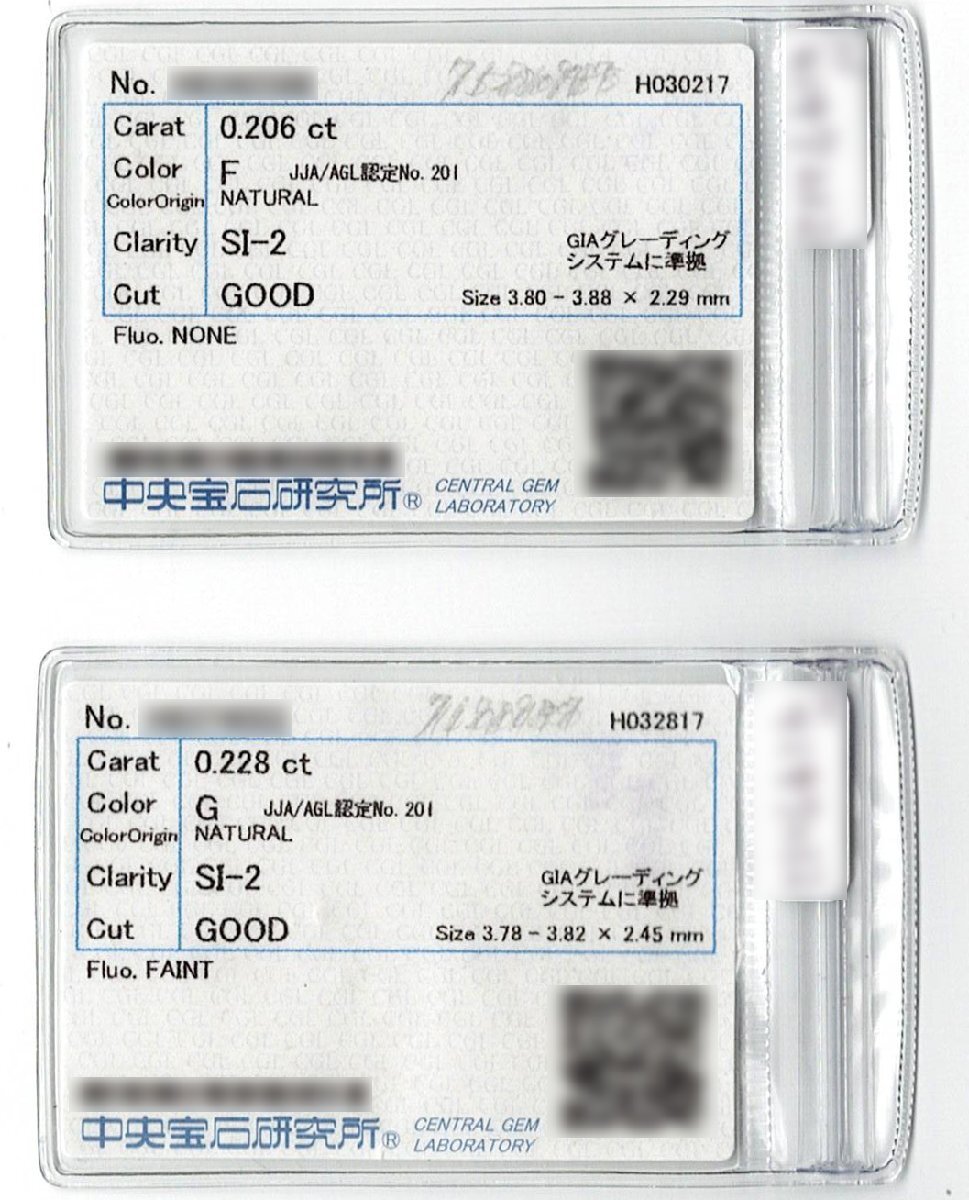 No. H030217
Carat 0.206 ct
Color F JJA/AGL認定No. 201
ColorOrigin NATURAL
Clarity SI-2 GIAグレーディング
システムに準拠
Cut GOOD Size 3.80 - 3.88 × 2.29 mm
Fluo. NONE
中央宝石研究所® CENTRAL GEM
LABORATORY
No. H032817
Carat 0.228 ct
Color G JJA/AGL認定No. 201
ColorOrigin NATURAL
Clarity SI-2 GIAグレーディング
システムに準拠
Cut GOOD Size 3.78 - 3.82 × 2.45 mm
Fluo. FAINT
中央宝石研究所® CENTRAL GEM
LABORATORY